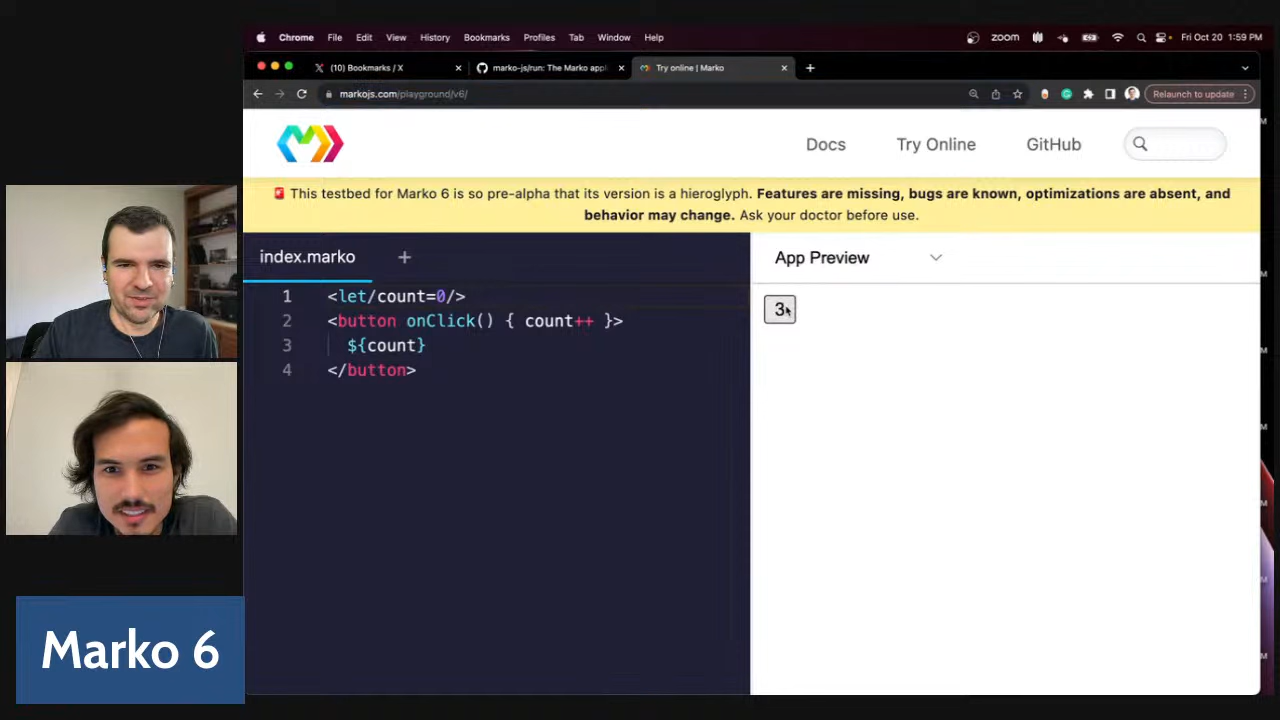 Chrome File Edit View History Bookmarks Profiles Tab Window Help zoom Fri Oct 20 1:59 PM
(10) Bookmarks / X marko-js/run: The Marko appl Try online | Marko
markojs.com/playground/v6/ Relaunch to update
Docs Try Online GitHub
🚨 This testbed for Marko 6 is so pre-alpha that its version is a hieroglyph. Features are missing, bugs are known, optimizations are absent, and
behavior may change. Ask your doctor before use.
index.marko +
App Preview
1 <let/count=0/>
2 <button onClick() { count++ }>
3 ${count}
4 </button>
3
Marko 6